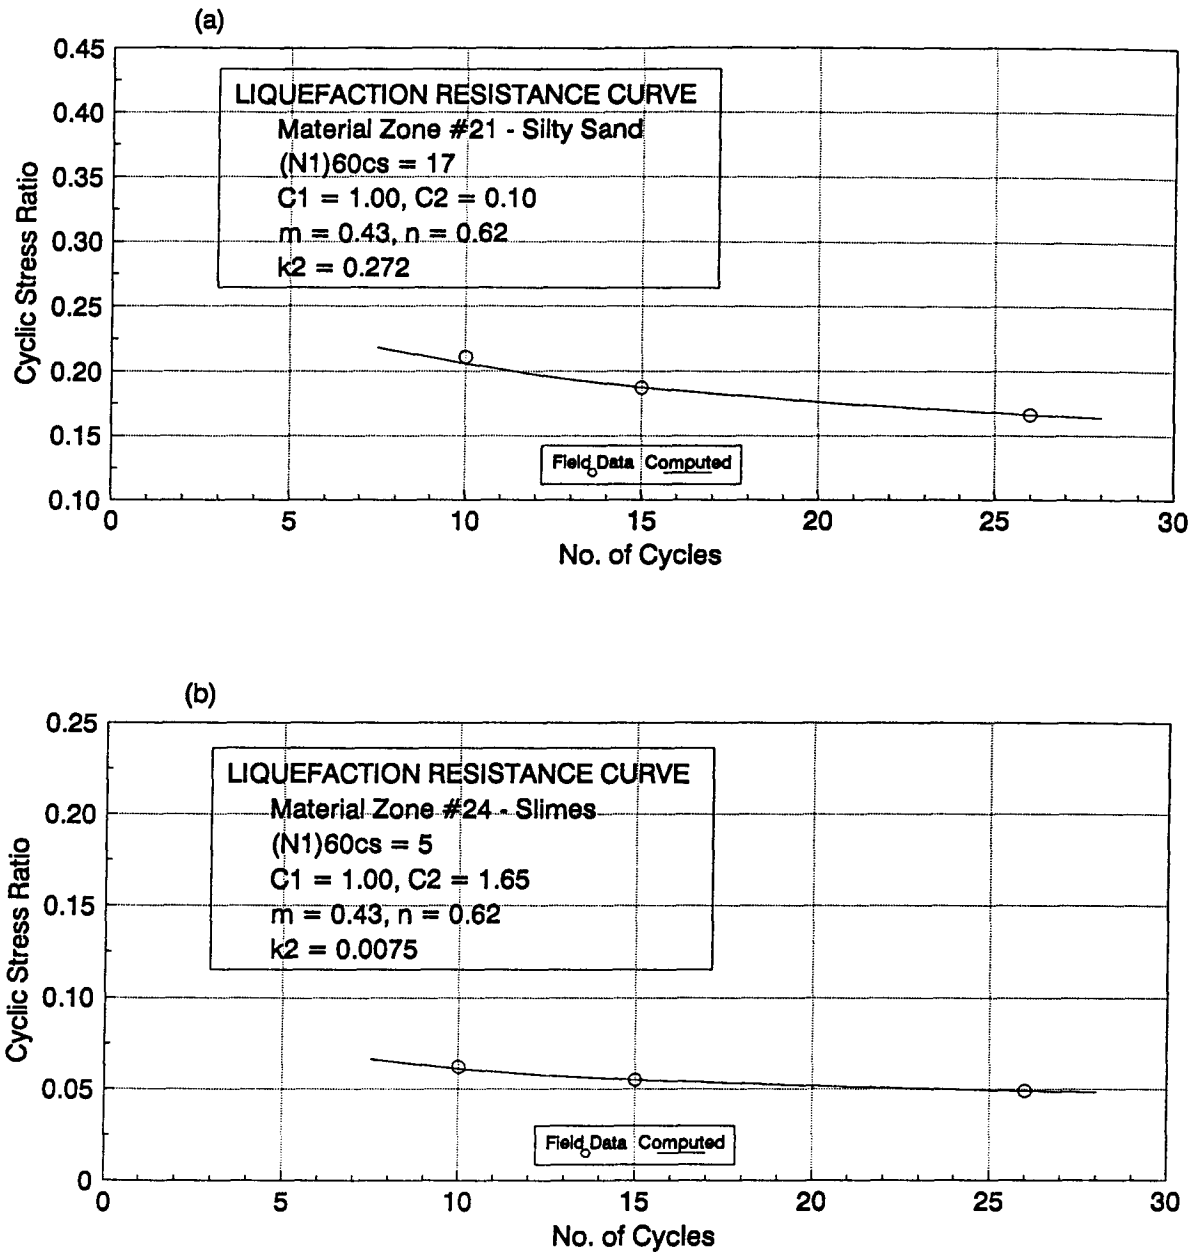 (a)
0.45
0.40
0.35
0.30
0.25
0.20
0.15
0.10
Cyclic Stress Ratio
LIQUEFACTION RESISTANCE CURVE
Material Zone #21 - Silty Sand
(N1)60cs = 17
C1 = 1.00, C2 = 0.10
m = 0.43, n = 0.62
k2 = 0.272
Field Data Computed
0 5 10 15 20 25 30
No. of Cycles
(b)
0.25
0.20
0.15
0.10
0.05
0
Cyclic Stress Ratio
LIQUEFACTION RESISTANCE CURVE
Material Zone #24 - Slimes
(N1)60cs = 5
C1 = 1.00, C2 = 1.65
m = 0.43, n = 0.62
k2 = 0.0075
Field Data Computed
0 5 10 15 20 25 30
No. of Cycles